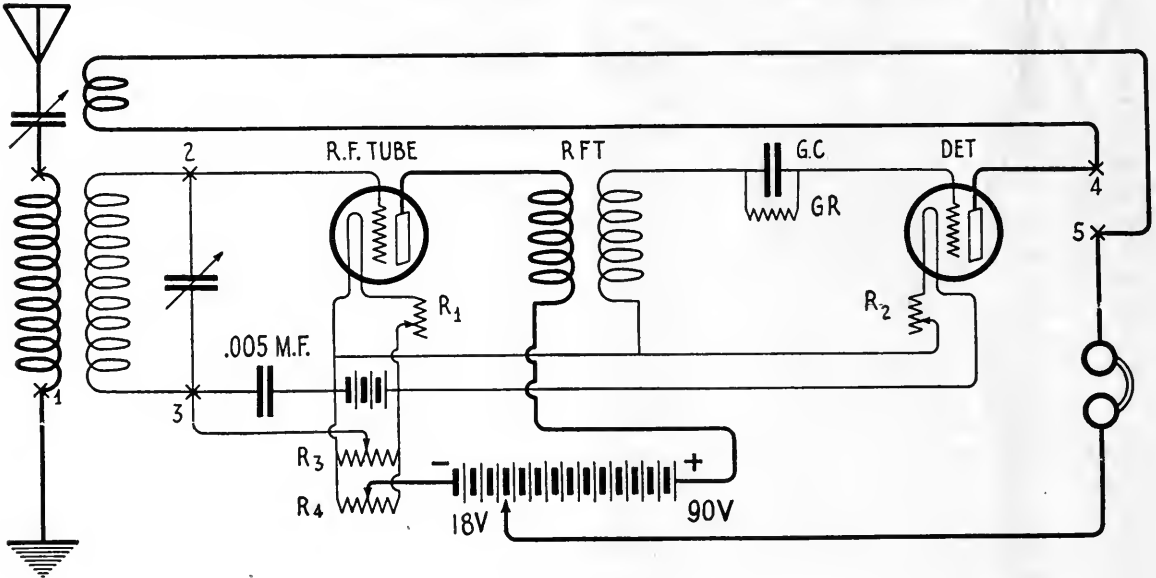 2
R.F. TUBE
RFT
G.C
DET
GR
4
5
R1
R2
.005 M.F.
1
3
R3
−
+
R4
18V
90V